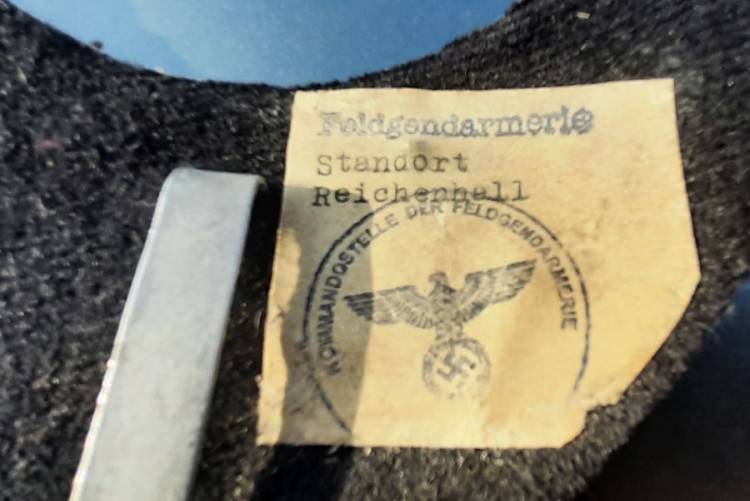 Feldgendarmerie
Standort
Reichenhall
KOMMANDOSTELLE DER FELDGENDARMERIE